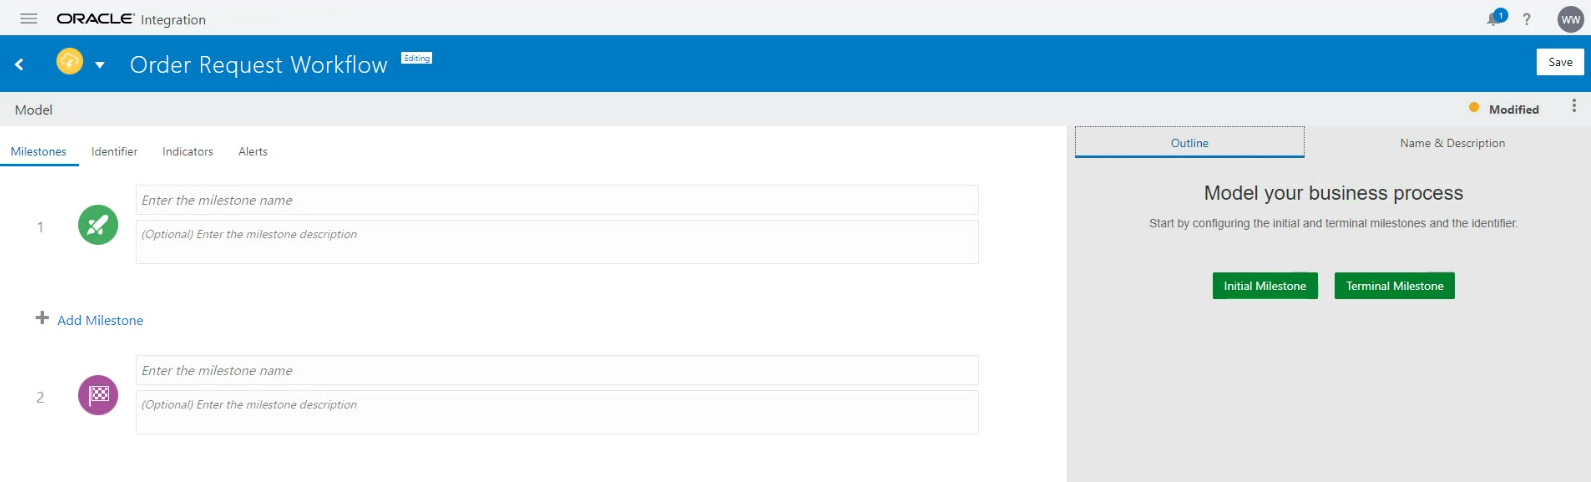 ORACLE® Integration
1
?
WW
Order Request Workflow
Editing
Save
Model
Modified
Milestones
Identifier
Indicators
Alerts
Outline
Name & Description
1
Enter the milestone name
(Optional) Enter the milestone description
Add Milestone
2
Enter the milestone name
(Optional) Enter the milestone description
Model your business process
Start by configuring the initial and terminal milestones and the identifier.
Initial Milestone
Terminal Milestone